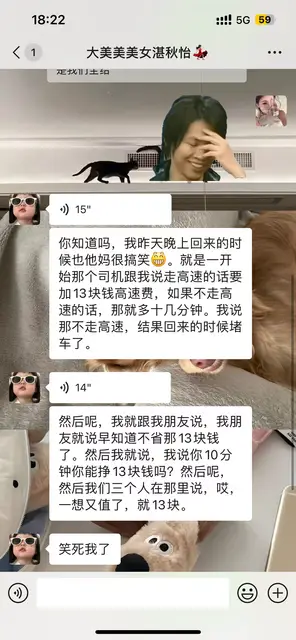 18:22
5G
59
1
大美美美女湛秋怡💃
是我们主结
15"
你知道吗，我昨天晚上回来的时
候也他妈很搞笑😁。就是一开
始那个司机跟我说走高速的话要
加13块钱高速费，如果不走高
速的话，那就多十几分钟。我说
那不走高速，结果回来的时候堵
车了。
14"
然后呢，我就跟我朋友说，我朋
友就说早知道不省那13块钱
了。然后我就说，我说你10分
钟你能挣13块钱吗？然后呢，
然后我们三个人在那里说，哎，
一想又值了，就13块。
笑死我了